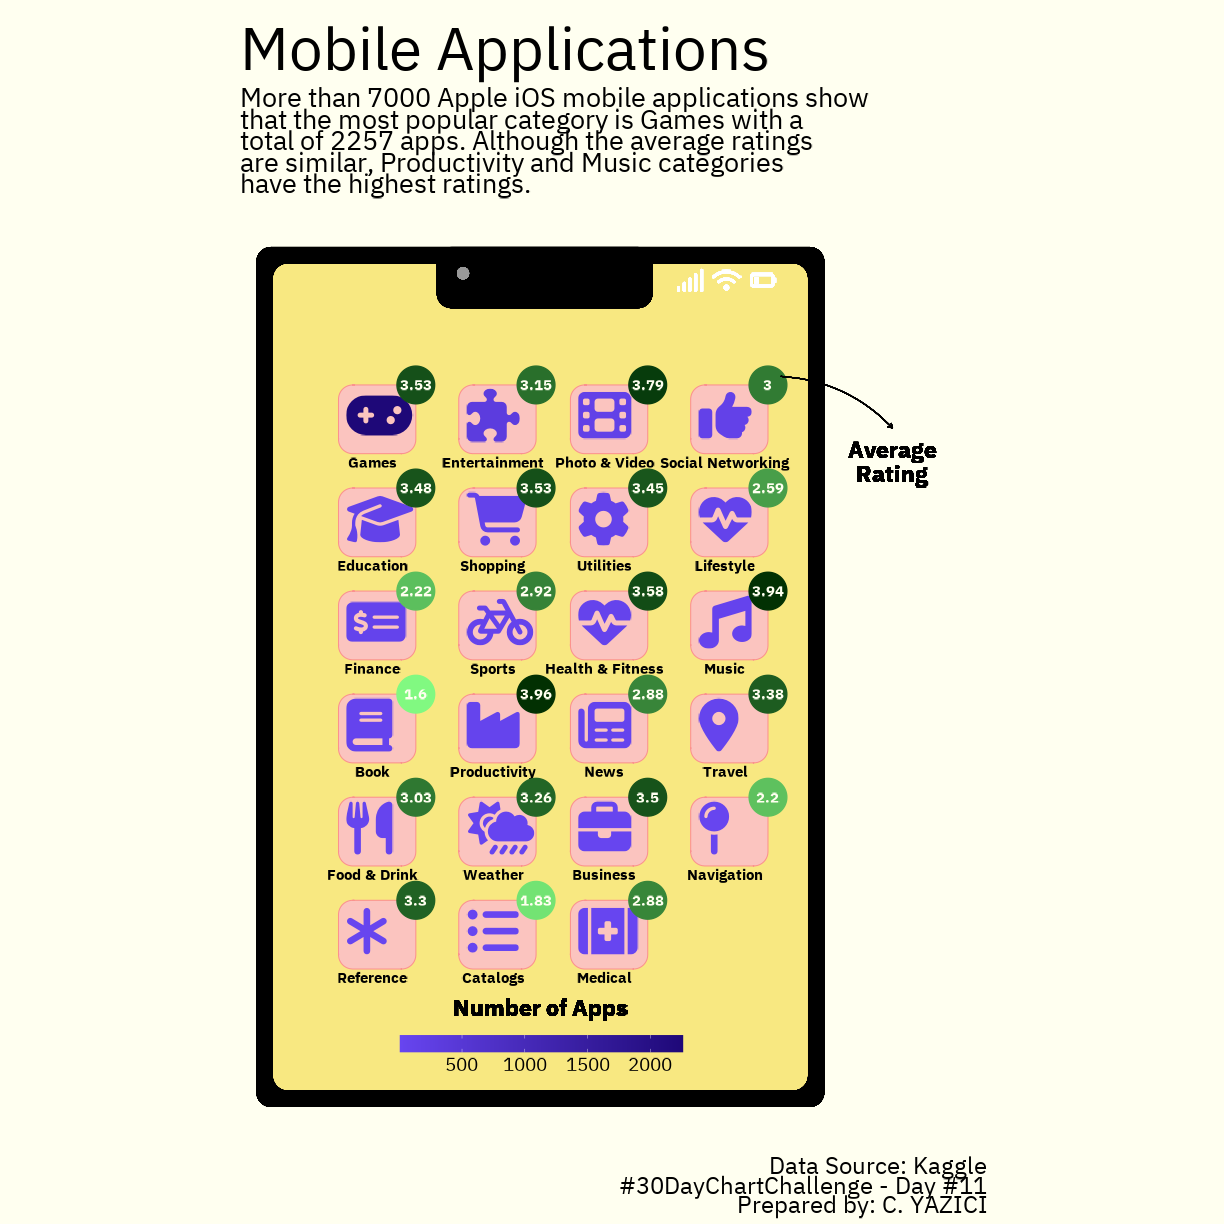 Mobile Applications
More than 7000 Apple iOS mobile applications show
that the most popular category is Games with a
total of 2257 apps. Although the average ratings
are similar, Productivity and Music categories
have the highest ratings.
3.53 3.15 3.79 3
Games Entertainment Photo & Video Social Networking
Average
Rating
3.48 3.53 3.45 2.59
Education Shopping Utilities Lifestyle
2.22 2.92 3.58 3.94
$
Finance Sports Health & Fitness Music
1.6 3.96 2.88 3.38
Book Productivity News Travel
3.03 3.26 3.5 2.2
Food & Drink Weather Business Navigation
3.3 1.83 2.88
Reference Catalogs Medical
Number of Apps
500 1000 1500 2000
Data Source: Kaggle
#30DayChartChallenge - Day #11
Prepared by: C. YAZICI